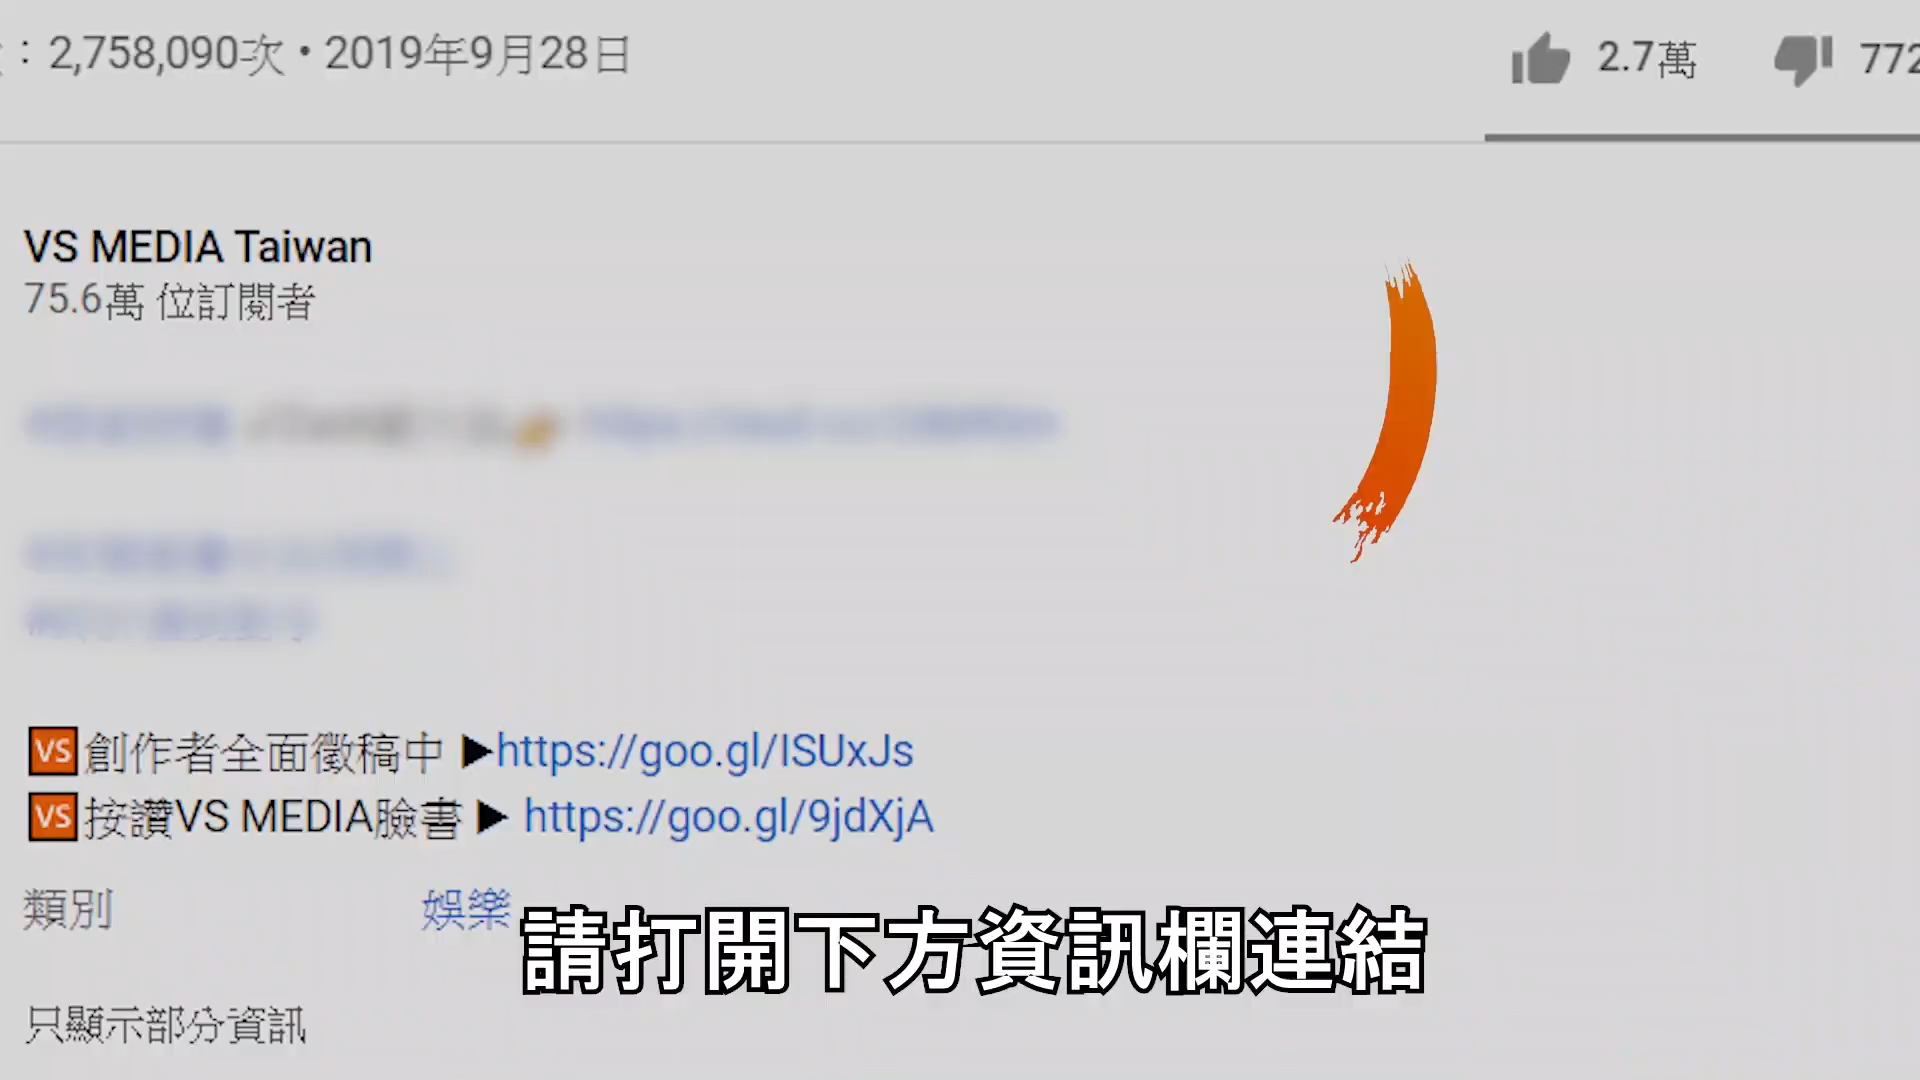 ：2,758,090次 • 2019年9月28日
2.7萬
772
VS MEDIA Taiwan
75.6萬 位訂閱者
VS創作者全面徵稿中 ▶https://goo.gl/ISUxJs
VS按讚VS MEDIA臉書 ▶ https://goo.gl/9jdXjA
類別 娛樂
請打開下方資訊欄連結
只顯示部分資訊